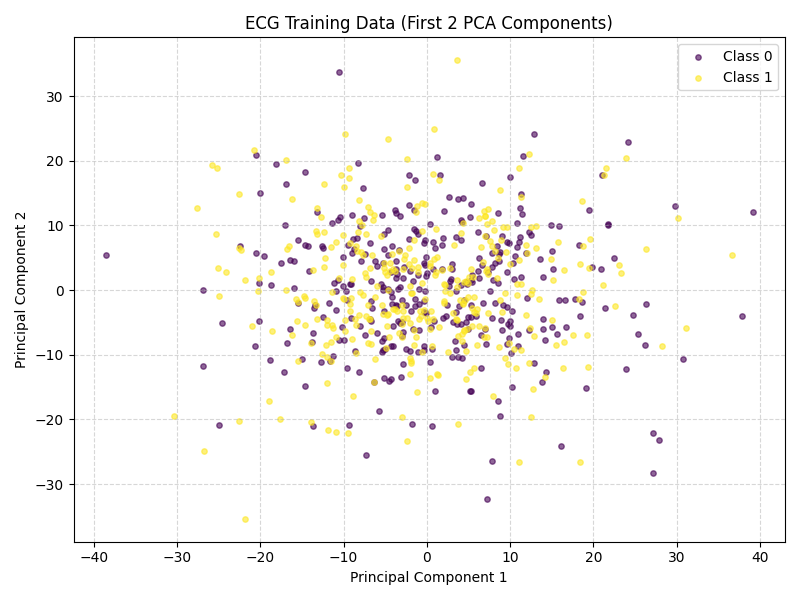 ECG Training Data (First 2 PCA Components)
Class 0
Class 1
Principal Component 2
30
20
10
0
−10
−20
−30
−40 −30 −20 −10 0 10 20 30 40
Principal Component 1